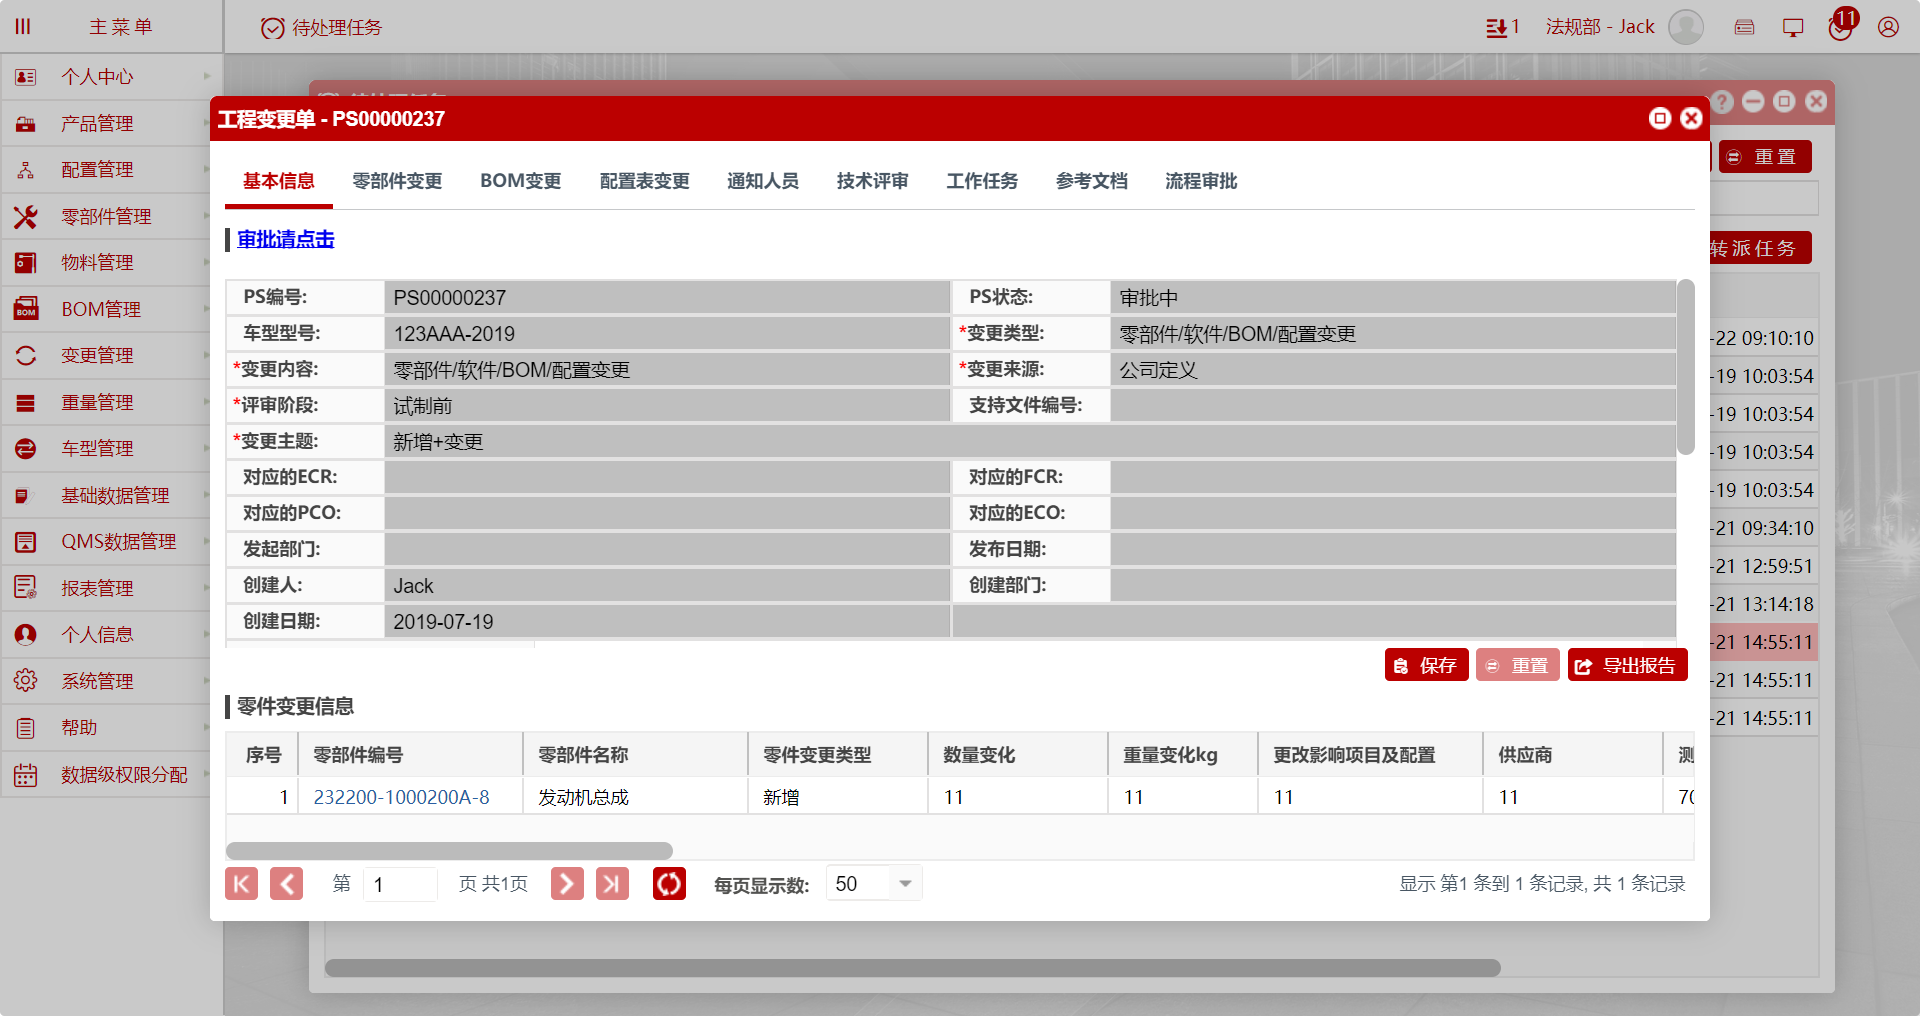 主菜单
待处理任务
1
法规部 - Jack
11
个人中心
产品管理
配置管理
零部件管理
物料管理
BOM管理
变更管理
重量管理
车型管理
基础数据管理
QMS数据管理
报表管理
个人信息
系统管理
帮助
数据级权限分配
工程变更单 - PS00000237
重置
转派任务
基本信息 零部件变更 BOM变更 配置表变更 通知人员 技术评审 工作任务 参考文档 流程审批
审批请点击
PS编号: PS00000237 PS状态: 审批中
车型型号: 123AAA-2019 *变更类型: 零部件/软件/BOM/配置变更
*变更内容: 零部件/软件/BOM/配置变更 *变更来源: 公司定义
*评审阶段: 试制前 支持文件编号:
*变更主题: 新增+变更
对应的ECR: 对应的FCR:
对应的PCO: 对应的ECO:
发起部门: 发布日期:
创建人: Jack 创建部门:
创建日期: 2019-07-19
-22 09:10:10
-19 10:03:54
-19 10:03:54
-19 10:03:54
-19 10:03:54
-21 09:34:10
-21 12:59:51
-21 13:14:18
-21 14:55:11
-21 14:55:11
-21 14:55:11
保存 重置 导出报告
零件变更信息
序号 零部件编号 零部件名称 零件变更类型 数量变化 重量变化kg 更改影响项目及配置 供应商 测
1 232200-1000200A-8 发动机总成 新增 11 11 11 11 70
第 1 页 共1页 每页显示数: 50 显示 第1 条到 1 条记录, 共 1 条记录